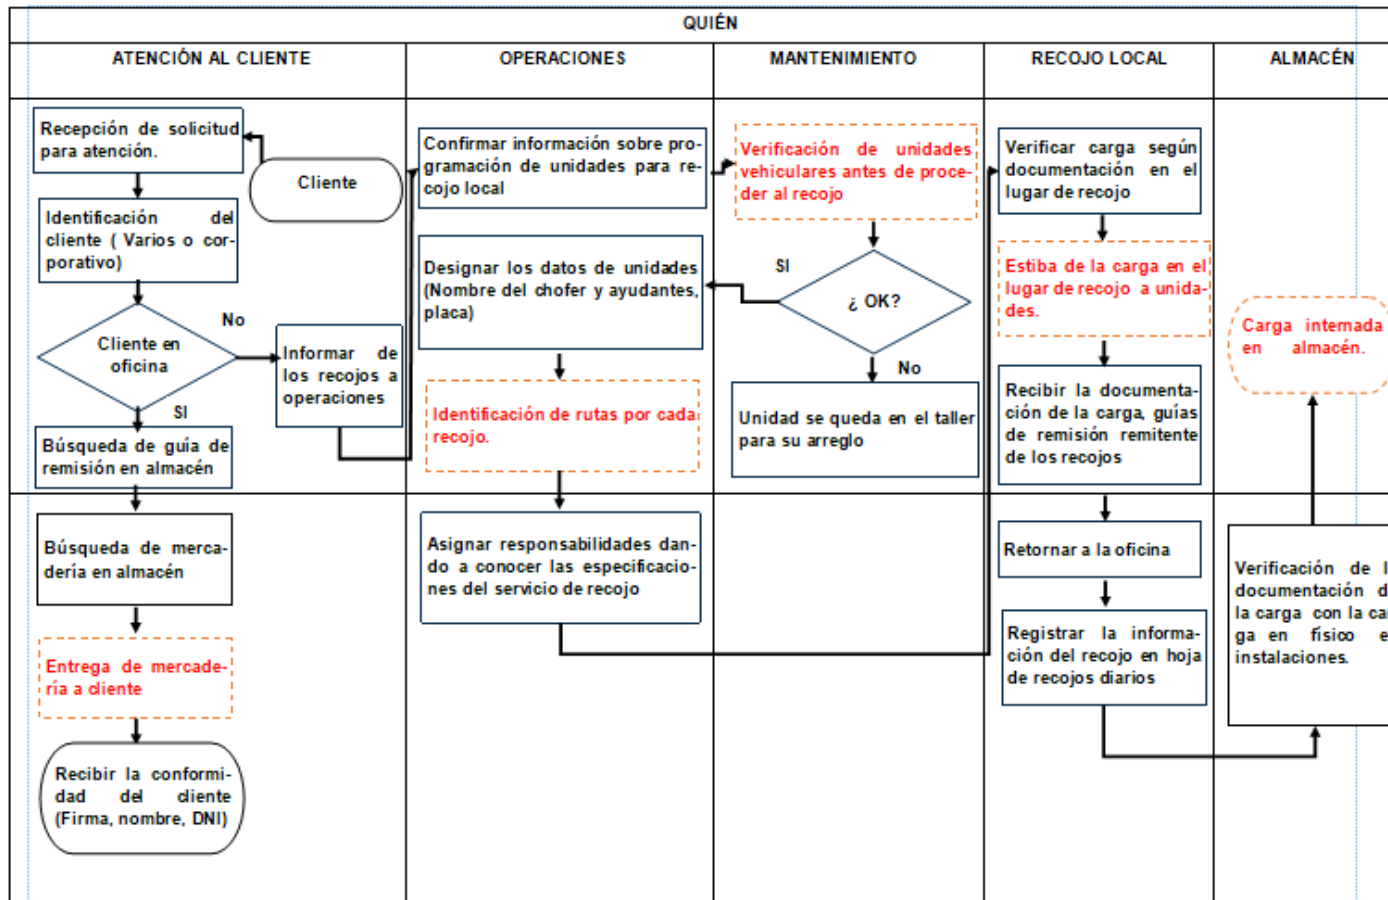 QUIÉN
ATENCIÓN AL CLIENTE
OPERACIONES
MANTENIMIENTO
RECOJO LOCAL
ALMACÉN
Recepción de solicitud
para atención.
Cliente
Identificación del
cliente ( Varios o cor-
porativo)
No
Cliente en
oficina
Informar de
los recojos a
operaciones
SI
Búsqueda de guía de
remisión en almacén
Búsqueda de merca-
dería en almacén
Entrega de mercade-
ría a cliente
Recibir la conformi-
dad del cliente
(Firma, nombre, DNI)
Confirmar información sobre pro-
gramación de unidades para re-
cojo local
Designar los datos de unidades
(Nombre del chofer y ayudantes,
placa)
Identificación de rutas por cada
recojo.
Asignar responsabilidades dan-
do a conocer las especificacio-
nes del servicio de recojo
Verificación de unidades
vehiculares antes de proce-
der al recojo
SI
¿ OK?
No
Unidad se queda en el taller
para su arreglo
Verificar carga según
documentación en el
lugar de recojo
Estiba de la carga en el
lugar de recojo a unida-
des.
Recibir la documenta-
ción de la carga, guías
de remisión remitente
de los recojos
Retornar a la oficina
Registrar la informa-
ción del recojo en hoja
de recojos diarios
Carga internada
en almacén.
Verificación de
documentación
la carga con la car
ga en físico
instalaciones.